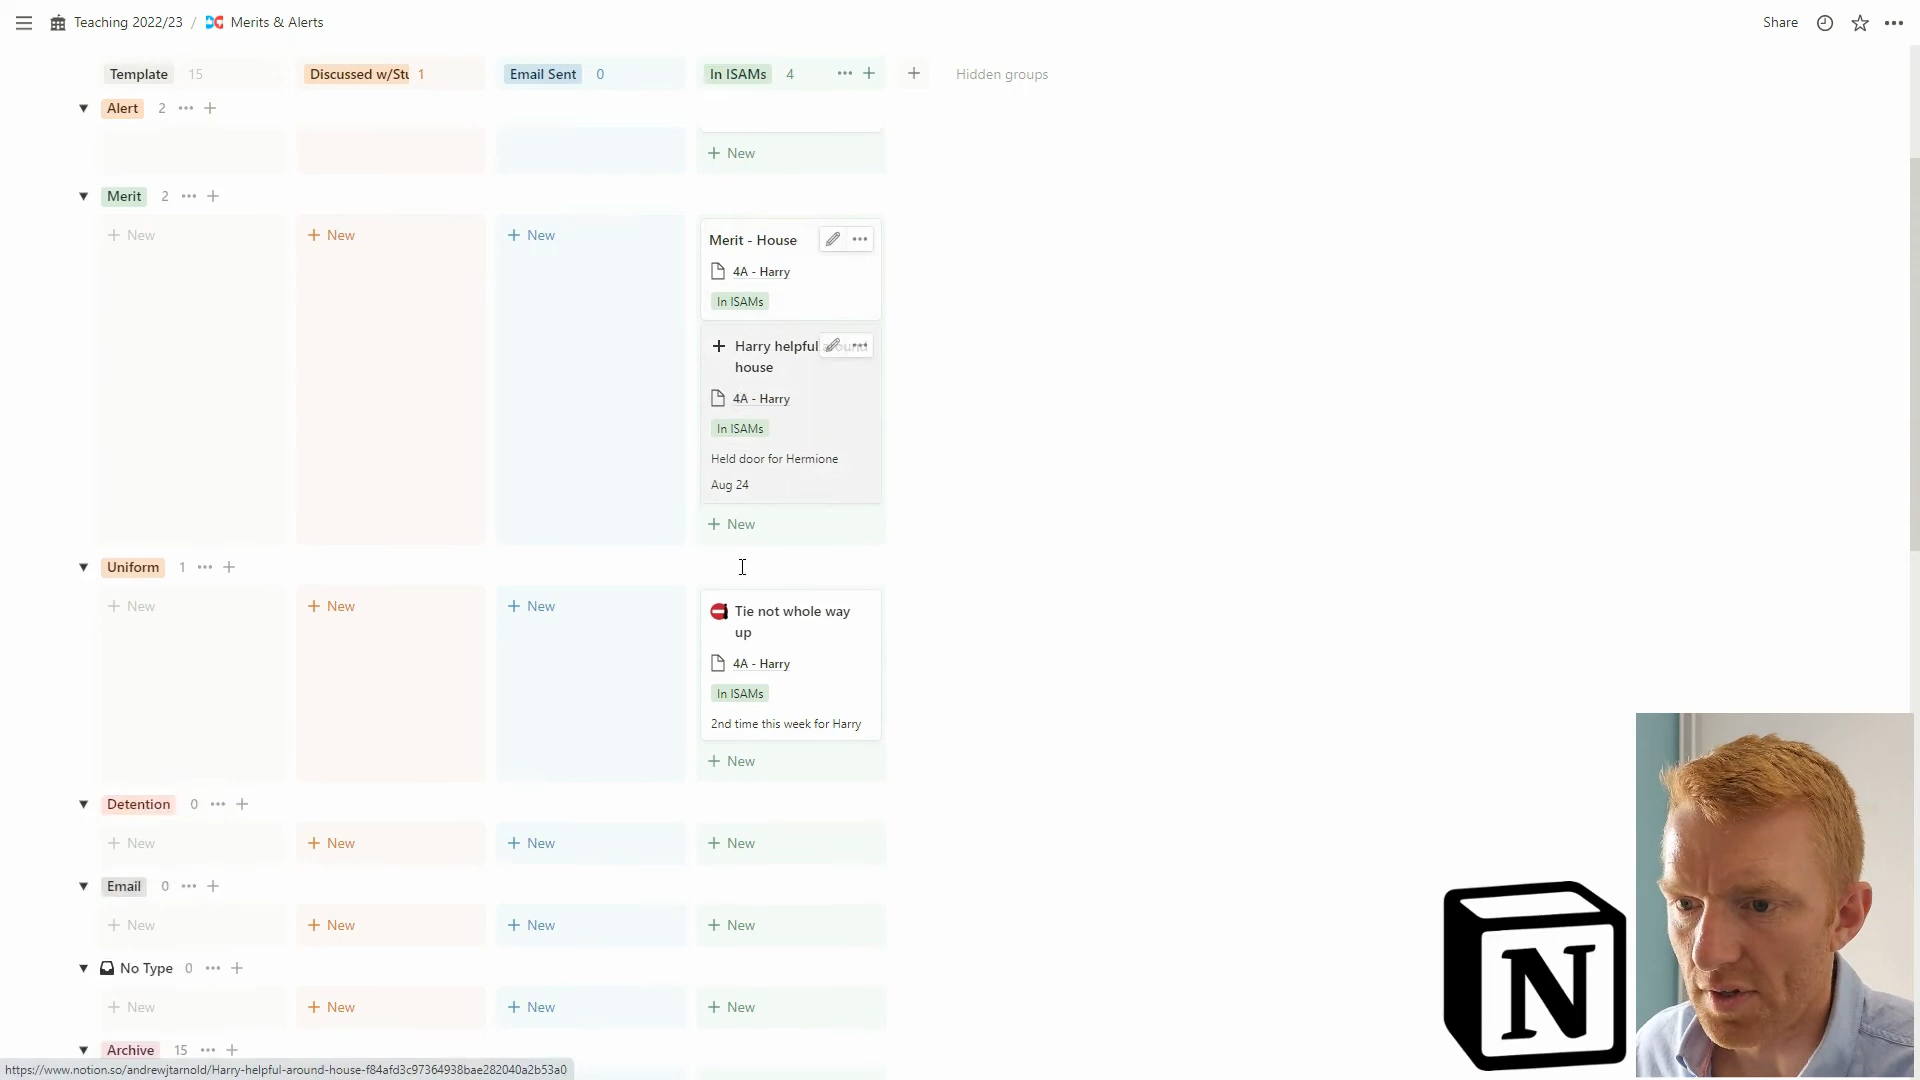 Teaching 2022/23 / Merits & Alerts
Share
Template 15
Discussed w/Stu 1
Email Sent 0
In ISAMs 4
Hidden groups
Alert 2
New
Merit 2
New
New
New
Merit - House
4A - Harry
In ISAMs
Harry helpful around
house
4A - Harry
In ISAMs
Held door for Hermione
Aug 24
New
Uniform 1
New
New
New
Tie not whole way
up
4A - Harry
In ISAMs
2nd time this week for Harry
New
Detention 0
New
New
New
New
Email 0
New
New
New
New
No Type 0
New
New
New
New
Archive 15
https://www.notion.so/andrewjtarnold/Harry-helpful-around-house-f84afd3c97364938bae282040a2b53a0
N